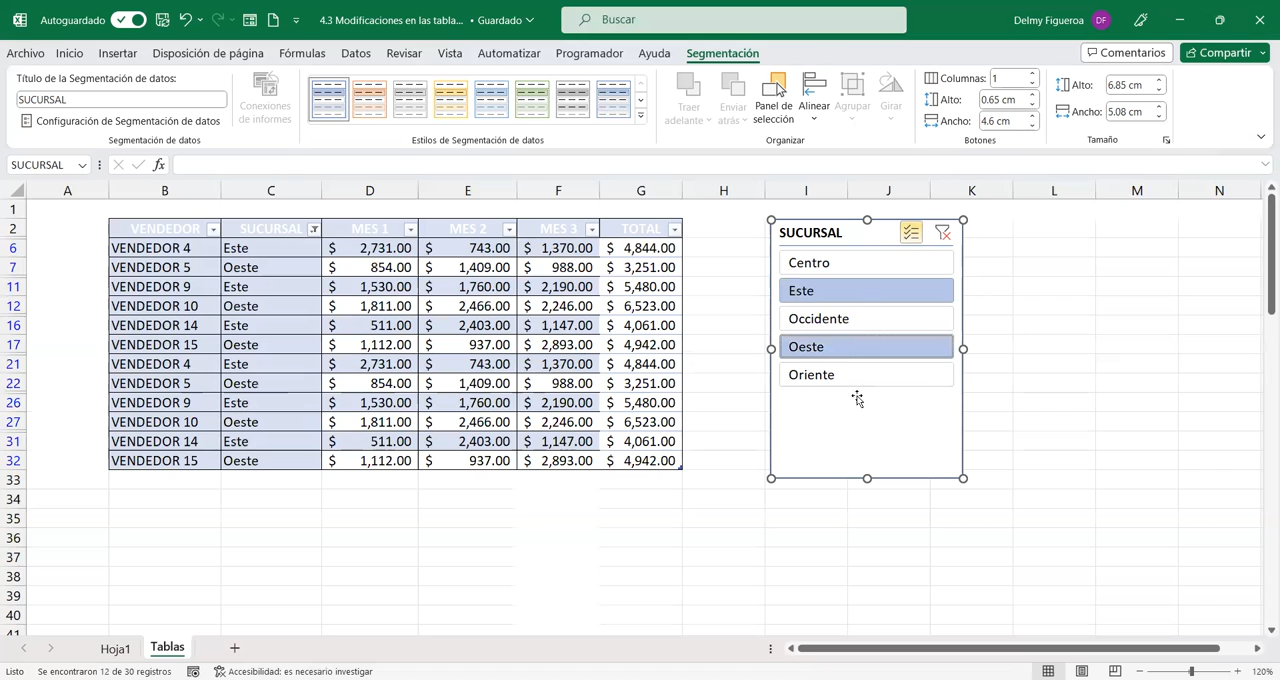 Autoguardado 4.3 Modificaciones en las tabla... • Guardado Buscar Delmy Figueroa DF
Archivo Inicio Insertar Disposición de página Fórmulas Datos Revisar Vista Automatizar Programador Ayuda Segmentación Comentarios Compartir
Título de la Segmentación de datos:
SUCURSAL
Configuración de Segmentación de datos
Segmentación de datos
Conexiones de informes
Estilos de Segmentación de datos
Traer adelante
Enviar atrás
Panel de selección
Alinear
Agrupar
Girar
Organizar
Columnas: 1
Alto: 0.65 cm
Ancho: 4.6 cm
Botones
Alto: 6.85 cm
Ancho: 5.08 cm
Tamaño
SUCURSAL fx
A B C D E F G H I J K L M N
1
2 VENDEDOR SUCURSAL MES 1 MES 2 MES 3 TOTAL
6 VENDEDOR 4 Este $ 2,731.00 $ 743.00 $ 1,370.00 $ 4,844.00
7 VENDEDOR 5 Oeste $ 854.00 $ 1,409.00 $ 988.00 $ 3,251.00
11 VENDEDOR 9 Este $ 1,530.00 $ 1,760.00 $ 2,190.00 $ 5,480.00
12 VENDEDOR 10 Oeste $ 1,811.00 $ 2,466.00 $ 2,246.00 $ 6,523.00
16 VENDEDOR 14 Este $ 511.00 $ 2,403.00 $ 1,147.00 $ 4,061.00
17 VENDEDOR 15 Oeste $ 1,112.00 $ 937.00 $ 2,893.00 $ 4,942.00
21 VENDEDOR 4 Este $ 2,731.00 $ 743.00 $ 1,370.00 $ 4,844.00
22 VENDEDOR 5 Oeste $ 854.00 $ 1,409.00 $ 988.00 $ 3,251.00
26 VENDEDOR 9 Este $ 1,530.00 $ 1,760.00 $ 2,190.00 $ 5,480.00
27 VENDEDOR 10 Oeste $ 1,811.00 $ 2,466.00 $ 2,246.00 $ 6,523.00
31 VENDEDOR 14 Este $ 511.00 $ 2,403.00 $ 1,147.00 $ 4,061.00
32 VENDEDOR 15 Oeste $ 1,112.00 $ 937.00 $ 2,893.00 $ 4,942.00
33
34
35
36
37
38
39
40
41
SUCURSAL
Centro
Este
Occidente
Oeste
Oriente
Hoja1 Tablas
Listo Se encontraron 12 de 30 registros Accesibilidad: es necesario investigar 120%